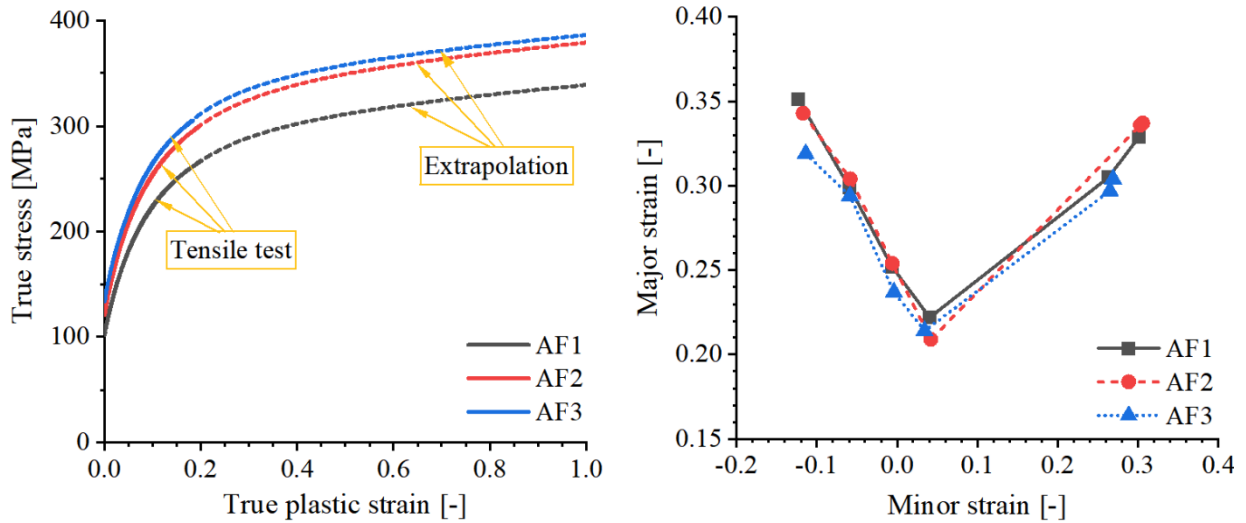 True stress [MPa]
400
300
200
100
0
0.0
0.2
0.4
0.6
0.8
1.0
True plastic strain [-]
Tensile test
Extrapolation
AF1
AF2
AF3
Major strain [-]
0.40
0.35
0.30
0.25
0.20
0.15
-0.2
-0.1
0.0
0.1
0.2
0.3
0.4
Minor strain [-]
AF1
AF2
AF3